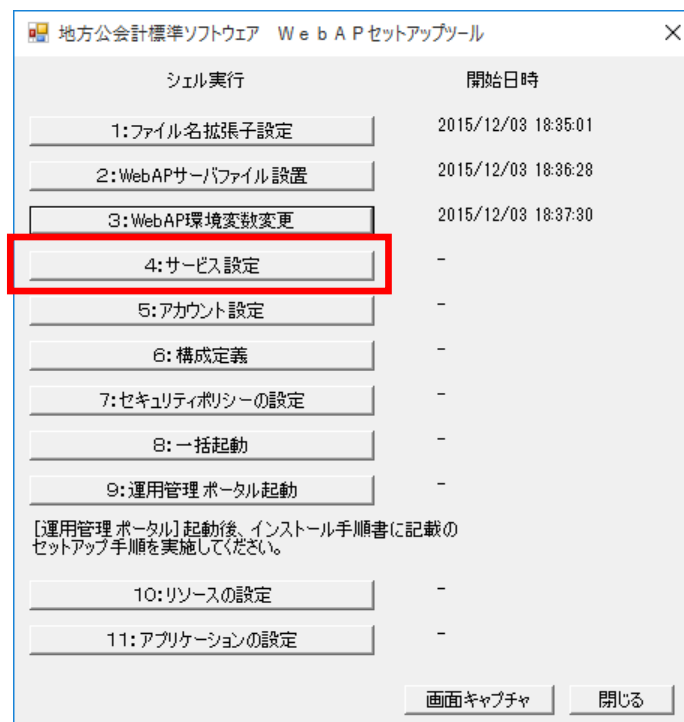 地方公会計標準ソフトウェア　ＷｅｂＡＰセットアップツール
シェル実行 開始日時
1:ファイル名拡張子設定 2015/12/03 18:35:01
2:WebAPサーバファイル設置 2015/12/03 18:36:28
3:WebAP環境変数変更 2015/12/03 18:37:30
4:サービス設定 -
5:アカウント設定 -
6:構成定義 -
7:セキュリティポリシーの設定 -
8:一括起動 -
9:運用管理ポータル起動 -
[運用管理ポータル]起動後、インストール手順書に記載の
セットアップ手順を実施してください。
10:リソースの設定 -
11:アプリケーションの設定 -
画面キャプチャ 閉じる